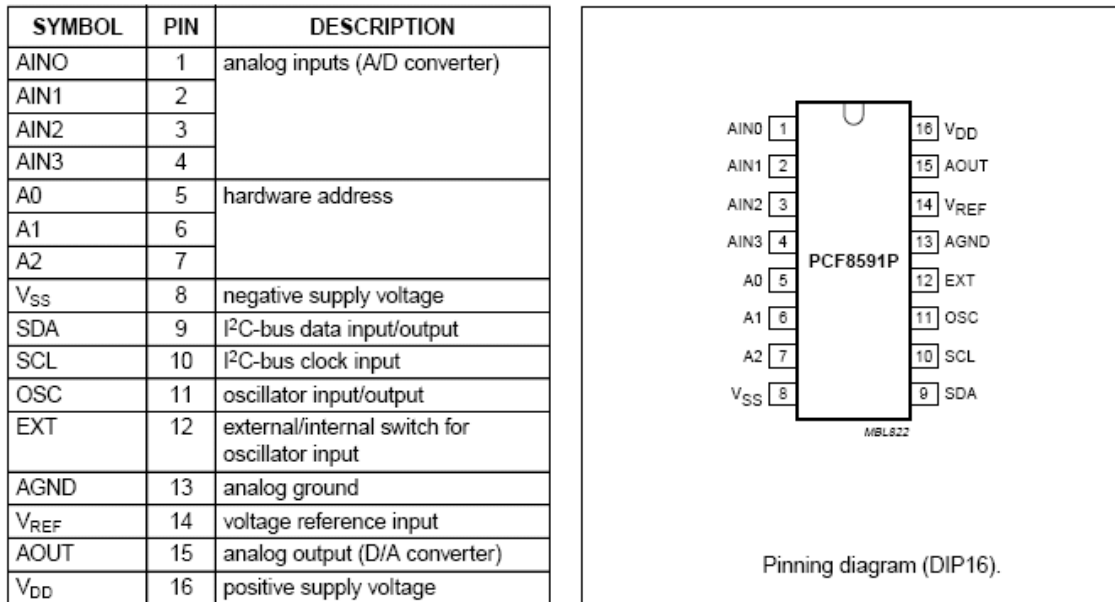 SYMBOL PIN DESCRIPTION
AINO 1 analog inputs (A/D converter)
AIN1 2
AIN2 3
AIN3 4
A0 5 hardware address
A1 6
A2 7
VSS 8 negative supply voltage
SDA 9 I2C-bus data input/output
SCL 10 I2C-bus clock input
OSC 11 oscillator input/output
EXT 12 external/internal switch for
oscillator input
AGND 13 analog ground
VREF 14 voltage reference input
AOUT 15 analog output (D/A converter)
VDD 16 positive supply voltage
AIN0 1 16 VDD
AIN1 2 15 AOUT
AIN2 3 14 VREF
AIN3 4 13 AGND
PCF8591P
A0 5 12 EXT
A1 6 11 OSC
A2 7 10 SCL
VSS 8 9 SDA
MBL822
Pinning diagram (DIP16).